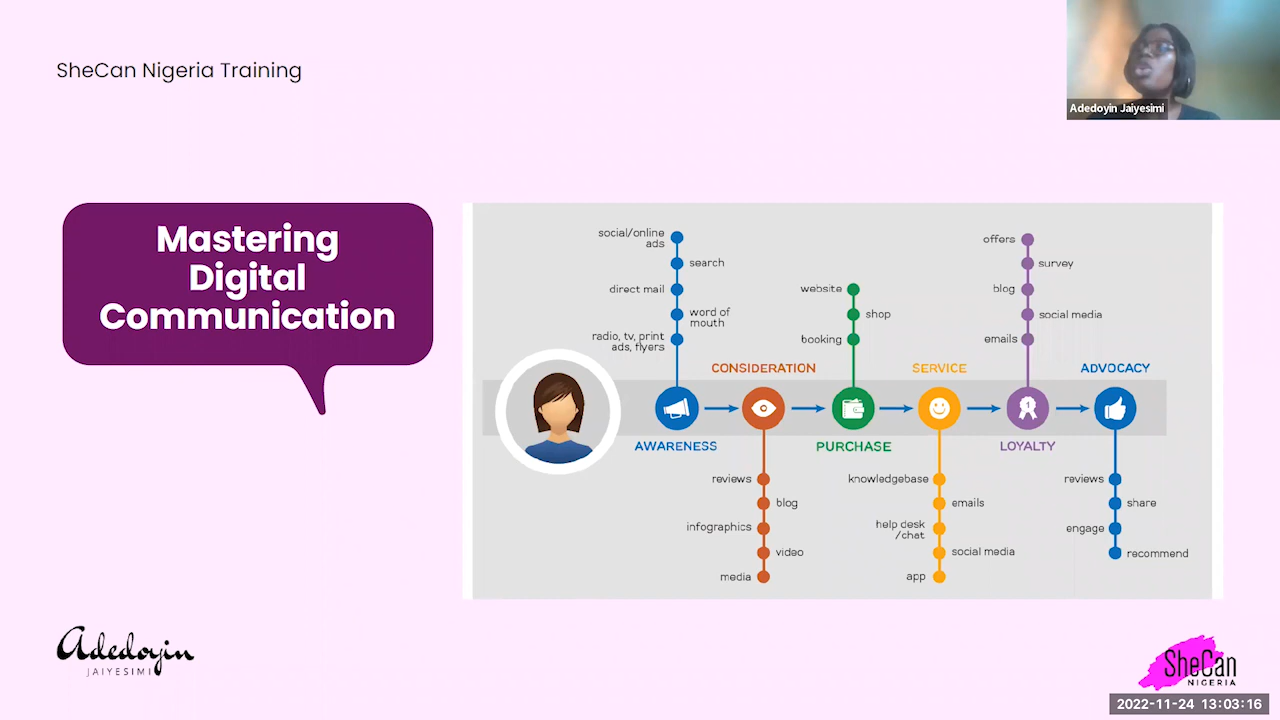 SheCan Nigeria Training
Adedoyin Jaiyesimi
Mastering
Digital
Communication
social/online
ads
search
direct mail
word of
mouth
radio, tv, print
ads, flyers
website
shop
booking
offers
survey
blog
social media
emails
CONSIDERATION
SERVICE
ADVOCACY
1
AWARENESS
PURCHASE
LOYALTY
reviews
blog
infographics
video
media
knowledgebase
emails
help desk
/chat
social media
app
reviews
share
engage
recommend
Adedoyin
JAIYESIMI
SheCan
NIGERIA
2022-11-24 13:03:16